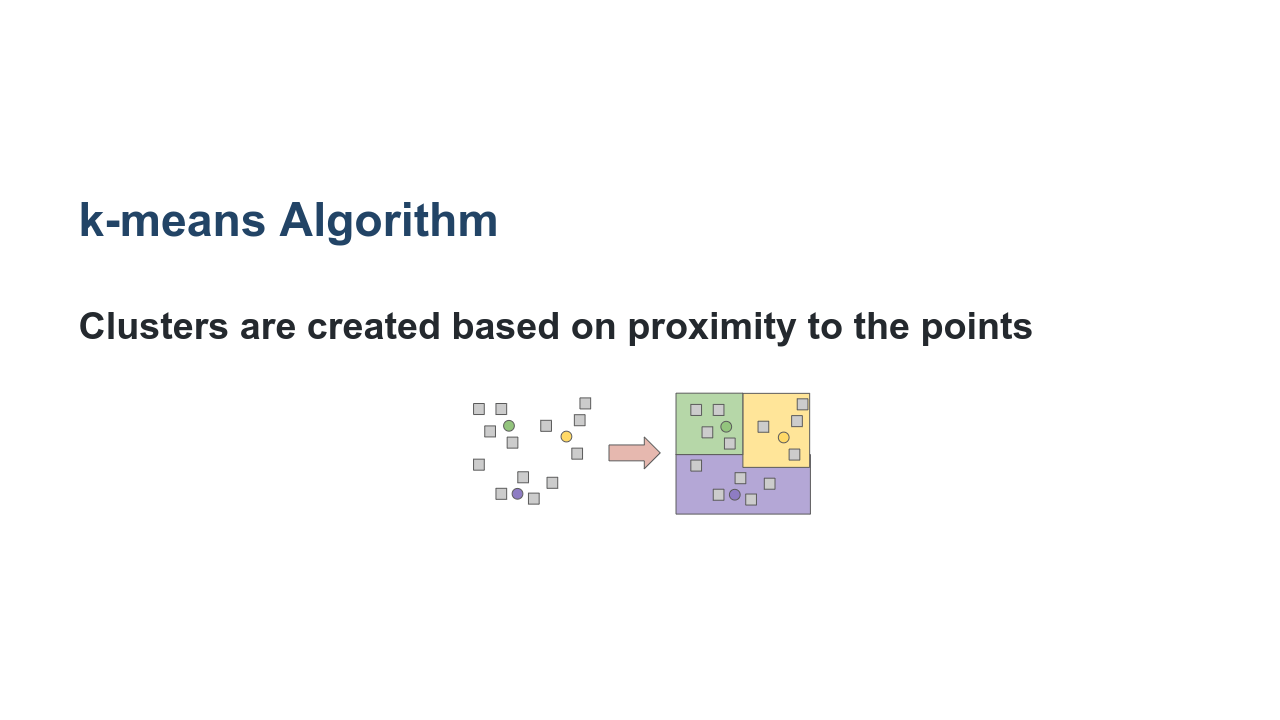 k-means Algorithm
Clusters are created based on proximity to the points